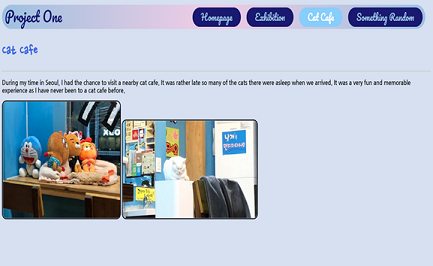 Project One
Homepage
Exhibition
Cat Cafe
Something Random
Cat Cafe
During my time in Seoul, I had the chance to visit a nearby cat cafe, It was rather late so many of the cats there were asleep when we arrived, It was a very fun and memorable
experience as I have never been to a cat cafe before,